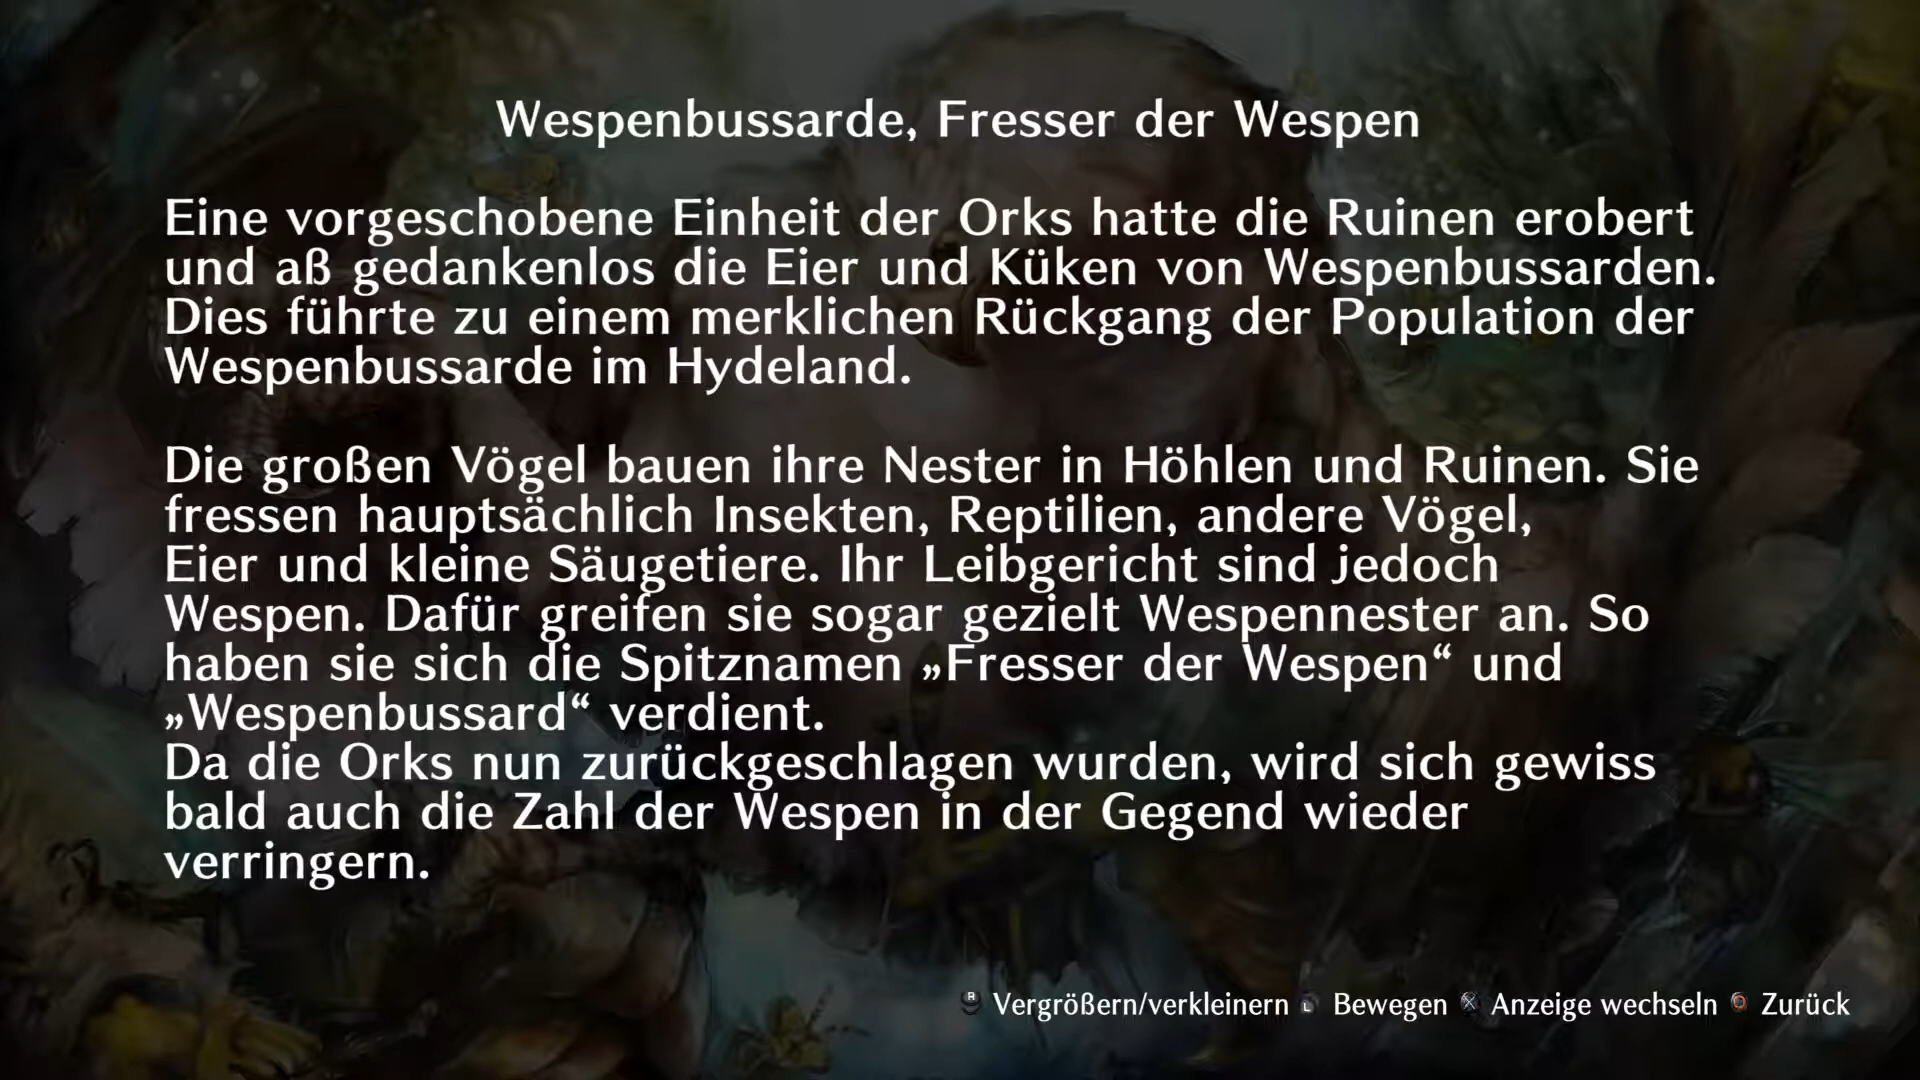 Wespenbussarde, Fresser der Wespen
Eine vorgeschobene Einheit der Orks hatte die Ruinen erobert
und aß gedankenlos die Eier und Küken von Wespenbussarden.
Dies führte zu einem merklichen Rückgang der Population der
Wespenbussarde im Hydeland.
Die großen Vögel bauen ihre Nester in Höhlen und Ruinen. Sie
fressen hauptsächlich Insekten, Reptilien, andere Vögel,
Eier und kleine Säugetiere. Ihr Leibgericht sind jedoch
Wespen. Dafür greifen sie sogar gezielt Wespennester an. So
haben sie sich die Spitznamen „Fresser der Wespen“ und
„Wespenbussard“ verdient.
Da die Orks nun zurückgeschlagen wurden, wird sich gewiss
bald auch die Zahl der Wespen in der Gegend wieder
verringern.
R Vergrößern/verkleinern L Bewegen Anzeige wechseln Zurück